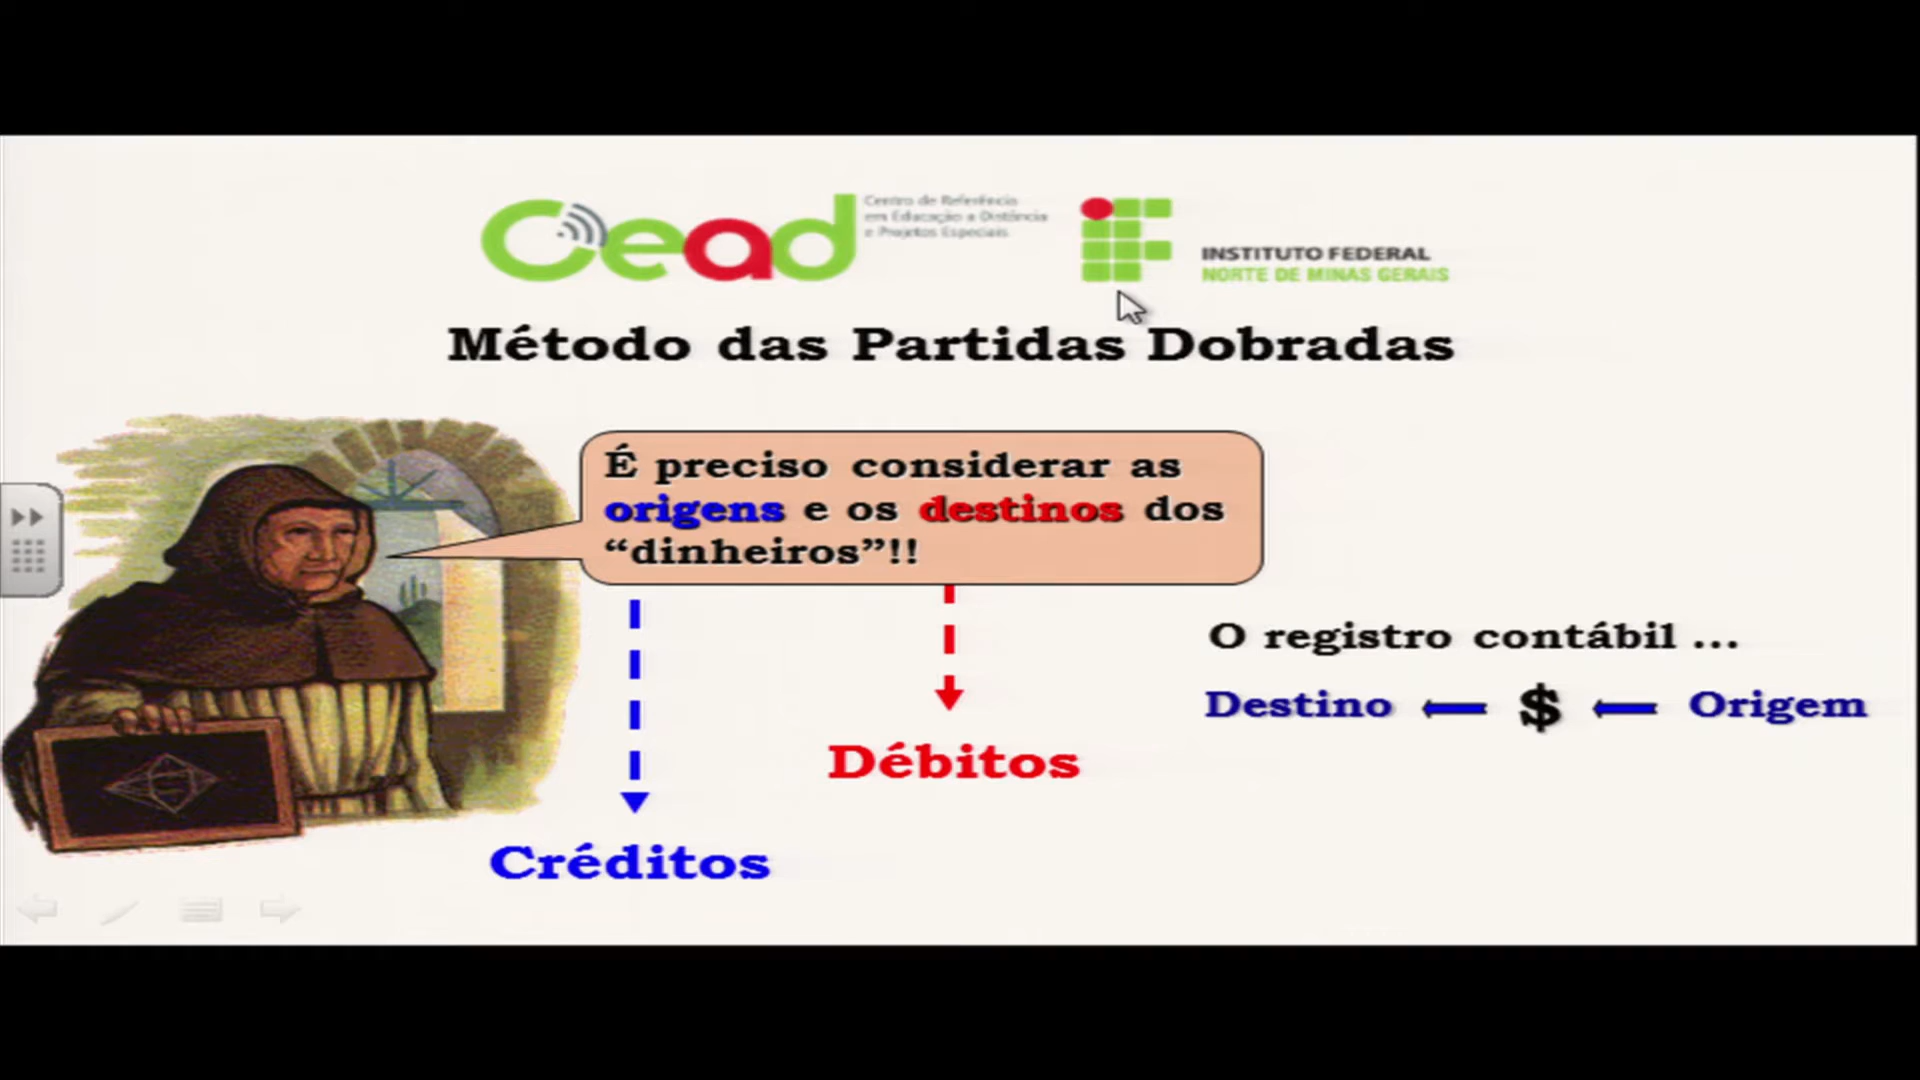 Cead
Centro de Referência
em Educação a Distância
e Projetos Especiais
INSTITUTO FEDERAL
NORTE DE MINAS GERAIS
Método das Partidas Dobradas
É preciso considerar as
origens e os destinos dos
“dinheiros”!!
O registro contábil ...
Destino $ Origem
Débitos
Créditos